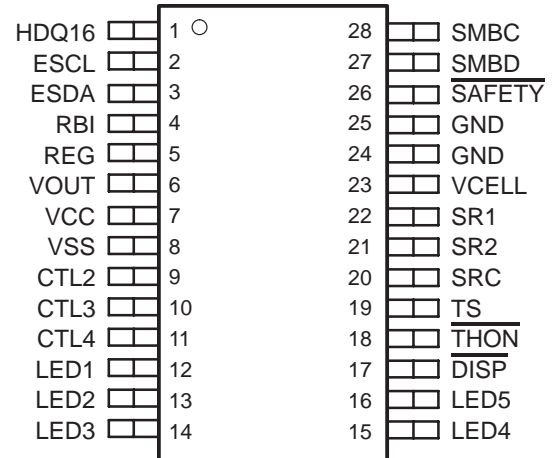 HDQ16 1 28 SMBC
ESCL 2 27 SMBD
ESDA 3 26 SAFETY
RBI 4 25 GND
REG 5 24 GND
VOUT 6 23 VCELL
VCC 7 22 SR1
VSS 8 21 SR2
CTL2 9 20 SRC
CTL3 10 19 TS
CTL4 11 18 THON
LED1 12 17 DISP
LED2 13 16 LED5
LED3 14 15 LED4